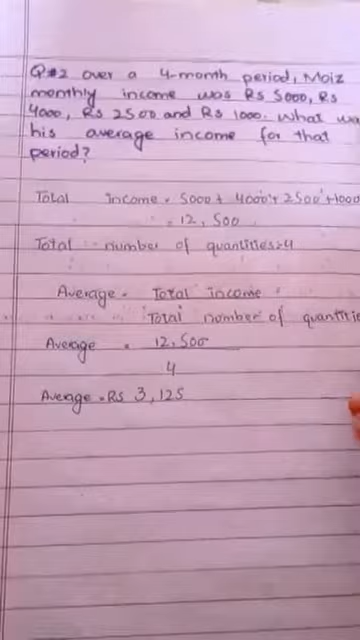 Q#2 over a 4-month period, Moiz
monthly income was Rs 5000, Rs
4000, Rs 2500 and Rs 1000. What wa
his average income for that
period?
Total Income = 5000 + 4000 + 2500 + 1000
= 12,500
Total number of quantities = 4
Average = Total income
Total number of quantitie
Average = 12,500
4
Average = Rs 3,125